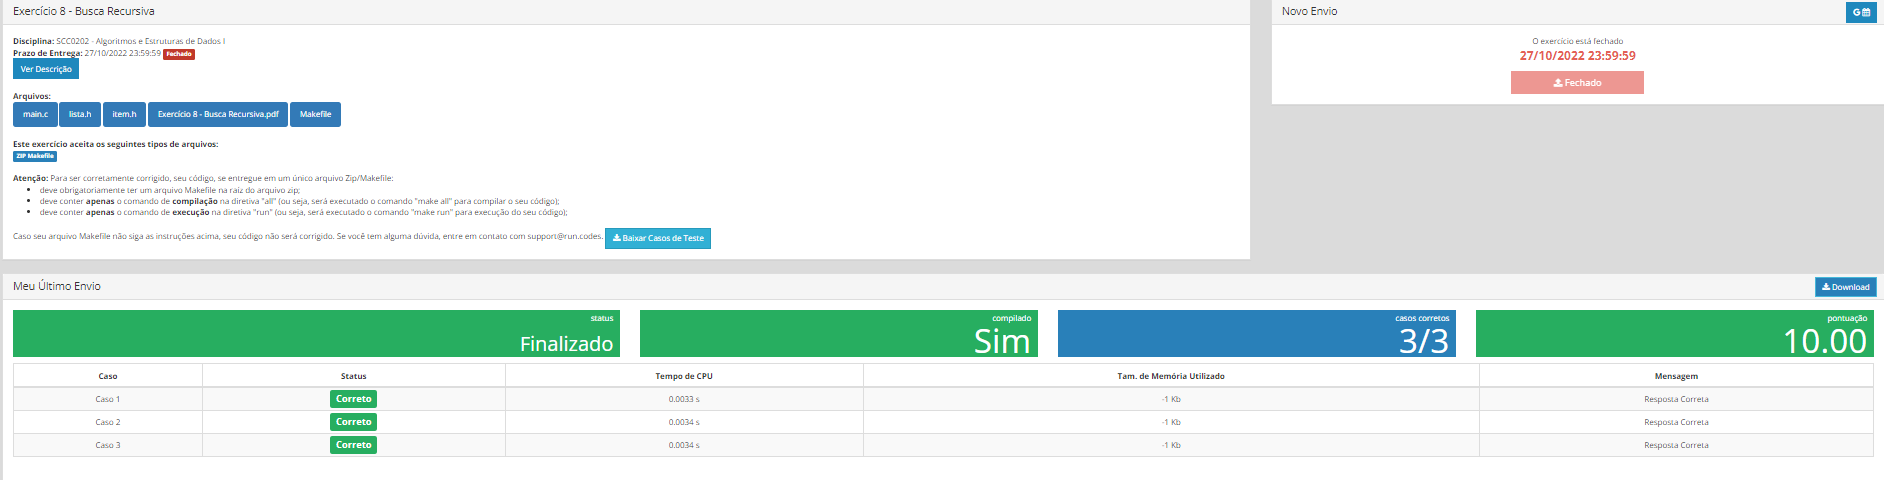 Exercício 8 - Busca Recursiva
Disciplina: SCC0202 - Algoritmos e Estruturas de Dados I
Prazo de Entrega: 27/10/2022 23:59:59 Fechado
Ver Descrição
Arquivos:
main.c lista.h item.h Exercício 8 - Busca Recursiva.pdf Makefile
Este exercício aceita os seguintes tipos de arquivos:
ZIP Makefile
Atenção: Para ser corretamente corrigido, seu código, se entregue em um único arquivo Zip/Makefile:
deve obrigatoriamente ter um arquivo Makefile na raíz do arquivo zip;
deve conter apenas o comando de compilação na diretiva "all" (ou seja, será executado o comando "make all" para compilar o seu código);
deve conter apenas o comando de execução na diretiva "run" (ou seja, será executado o comando "make run" para execução do seu código);
Caso seu arquivo Makefile não siga as instruções acima, seu código não será corrigido. Se você tem alguma dúvida, entre em contato com support@run.codes. Baixar Casos de Teste
Novo Envio
G
O exercício está fechado
27/10/2022 23:59:59
Fechado
Meu Último Envio
Download
status
Finalizado
compilado
Sim
casos corretos
3/3
pontuação
10.00
Caso Status Tempo de CPU Tam. de Memória Utilizado Mensagem
Caso 1 Correto 0.0033 s -1 Kb Resposta Correta
Caso 2 Correto 0.0034 s -1 Kb Resposta Correta
Caso 3 Correto 0.0034 s -1 Kb Resposta Correta